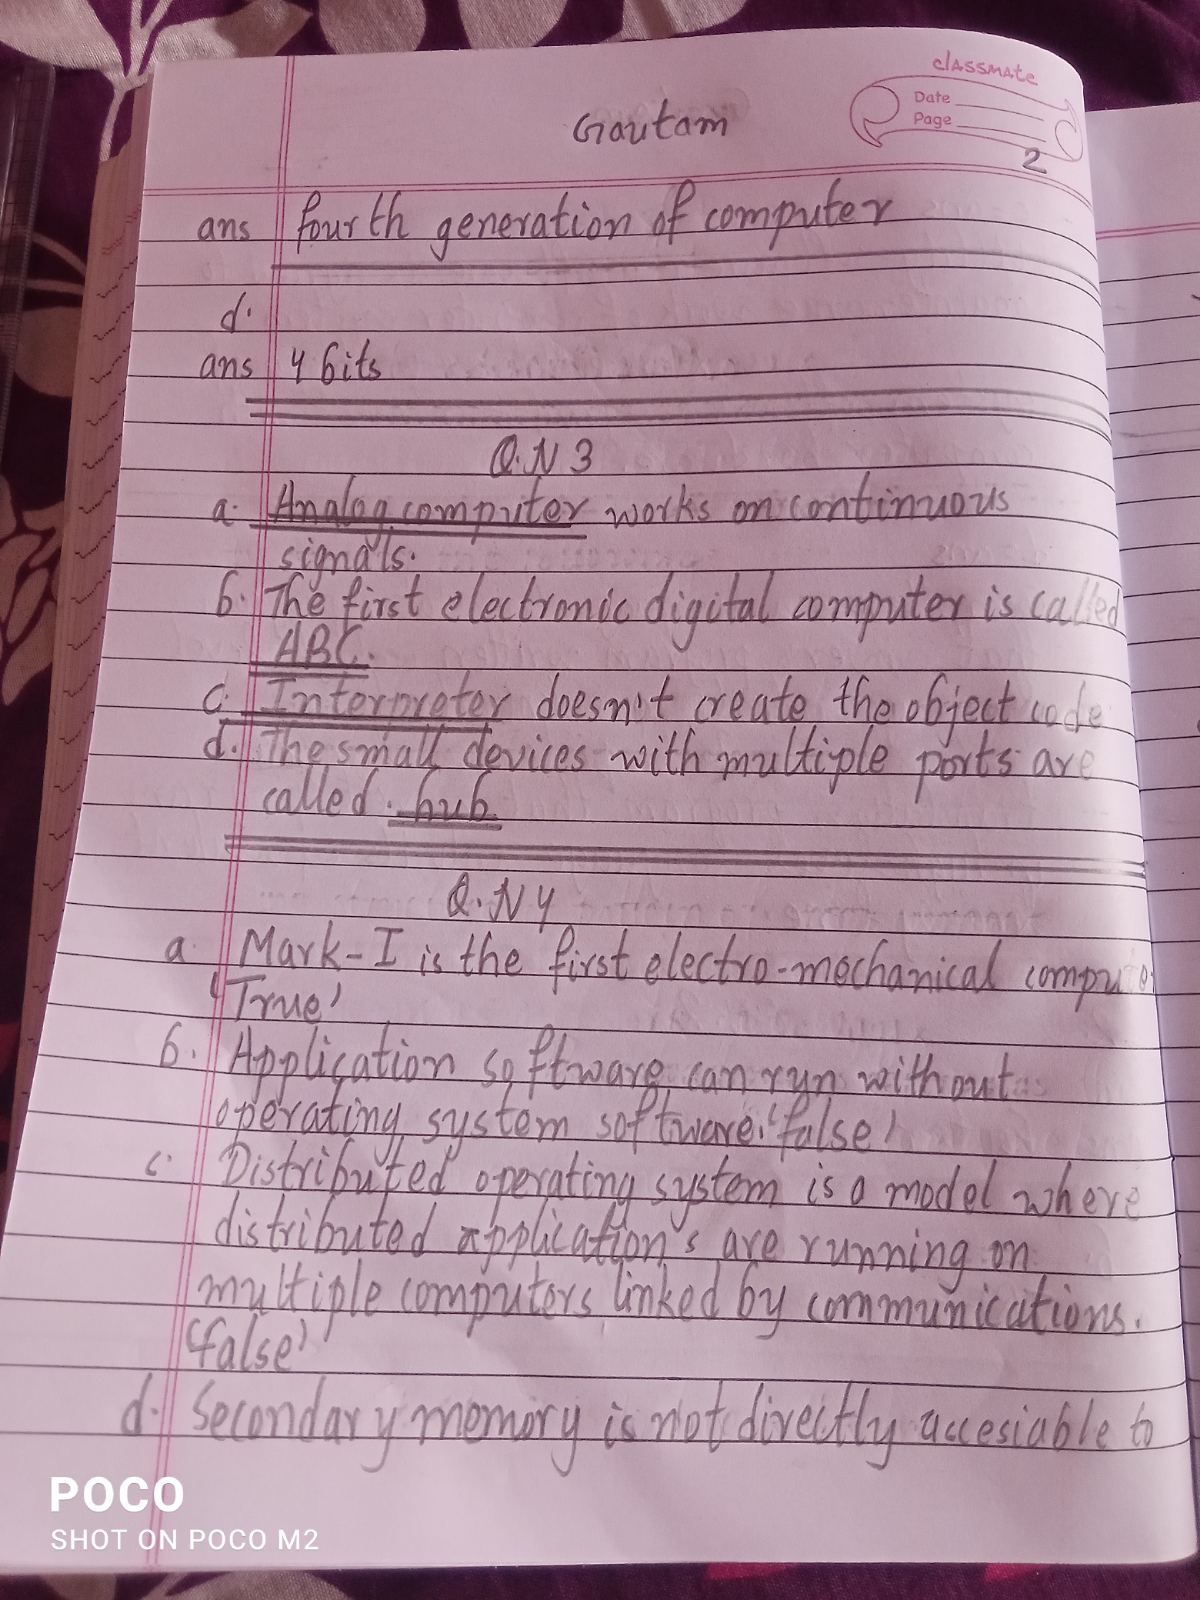 classmate
Date
Page
Gautam
2
ans fourth generation of computer
d.
ans 4 bits
Q.N 3
a. Analog computer works on continuous
signals.
b. The first electronic digital computer is called
ABC.
c. Interpreter doesn't create the object code
d. The small devices with multiple ports are
called. hub
Q.N 4
a. Mark-I is the first electro-mechanical computer
'True'
b. Application software can run without
operating system software. 'false'
c. Distributed operating system is a model where
distributed application's are running on
multiple computers linked by communications.
'false'
d. Secondary memory is not directly accesiable to
POCO
SHOT ON POCO M2